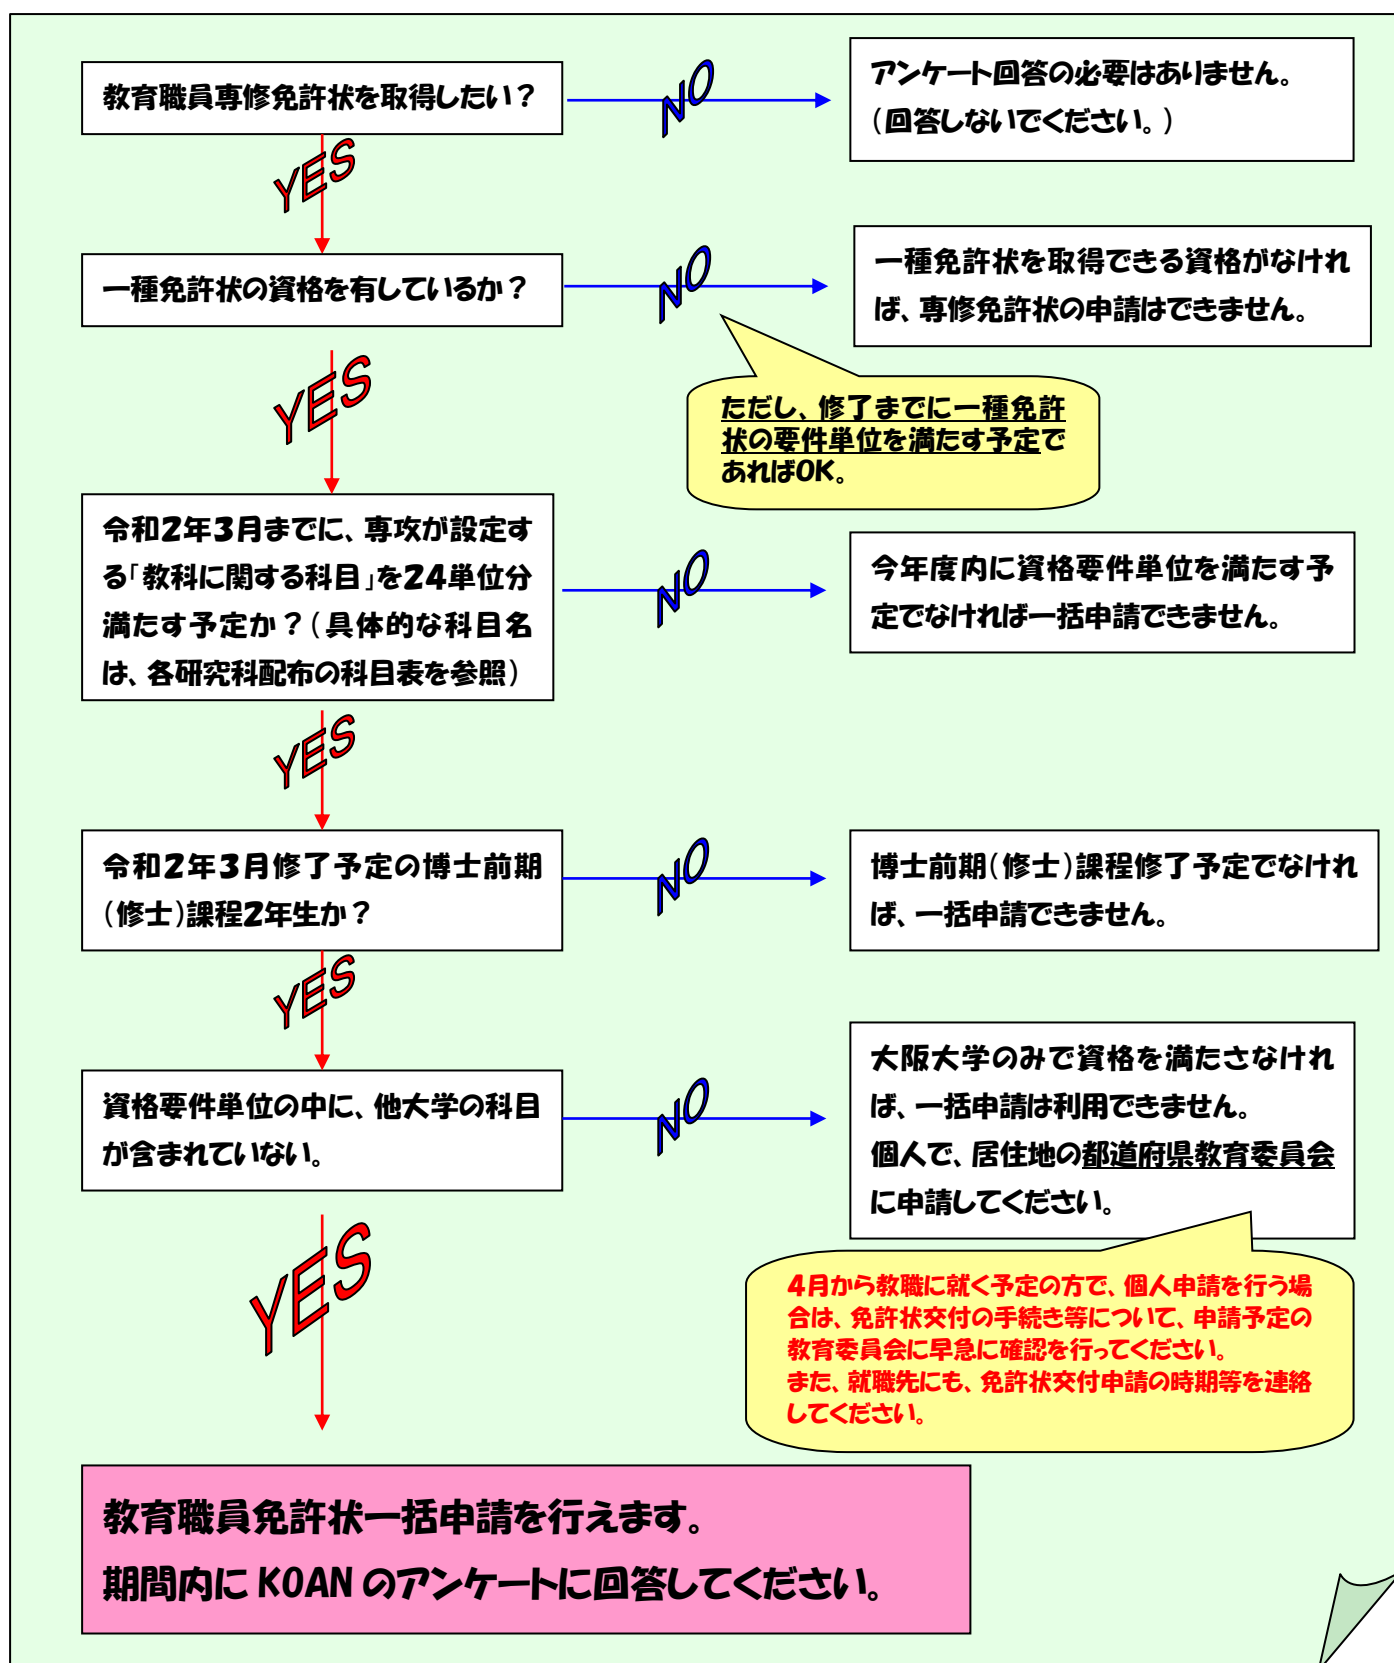 教育職員専修免許状を取得したい？
NO
アンケート回答の必要はありません。
（回答しないでください。）
YES
一種免許状の資格を有しているか？
NO
一種免許状を取得できる資格がなけれ
ば、専修免許状の申請はできません。
ただし、修了までに一種免許
状の要件単位を満たす予定で
あればOK。
YES
令和2年3月までに、専攻が設定す
る「教科に関する科目」を24単位分
満たす予定か？（具体的な科目名
は、各研究科配布の科目表を参照）
NO
今年度内に資格要件単位を満たす予
定でなければ一括申請できません。
YES
令和2年3月修了予定の博士前期
（修士）課程2年生か？
NO
博士前期（修士）課程修了予定でなけれ
ば、一括申請できません。
YES
資格要件単位の中に、他大学の科目
が含まれていない。
NO
大阪大学のみで資格を満たさなけれ
ば、一括申請は利用できません。
個人で、居住地の都道府県教育委員会
に申請してください。
4月から教職に就く予定の方で、個人申請を行う場
合は、免許状交付の手続き等について、申請予定の
教育委員会に早急に確認を行ってください。
また、就職先にも、免許状交付申請の時期等を連絡
してください。
YES
教育職員免許状一括申請を行えます。
期間内に KOAN のアンケートに回答してください。